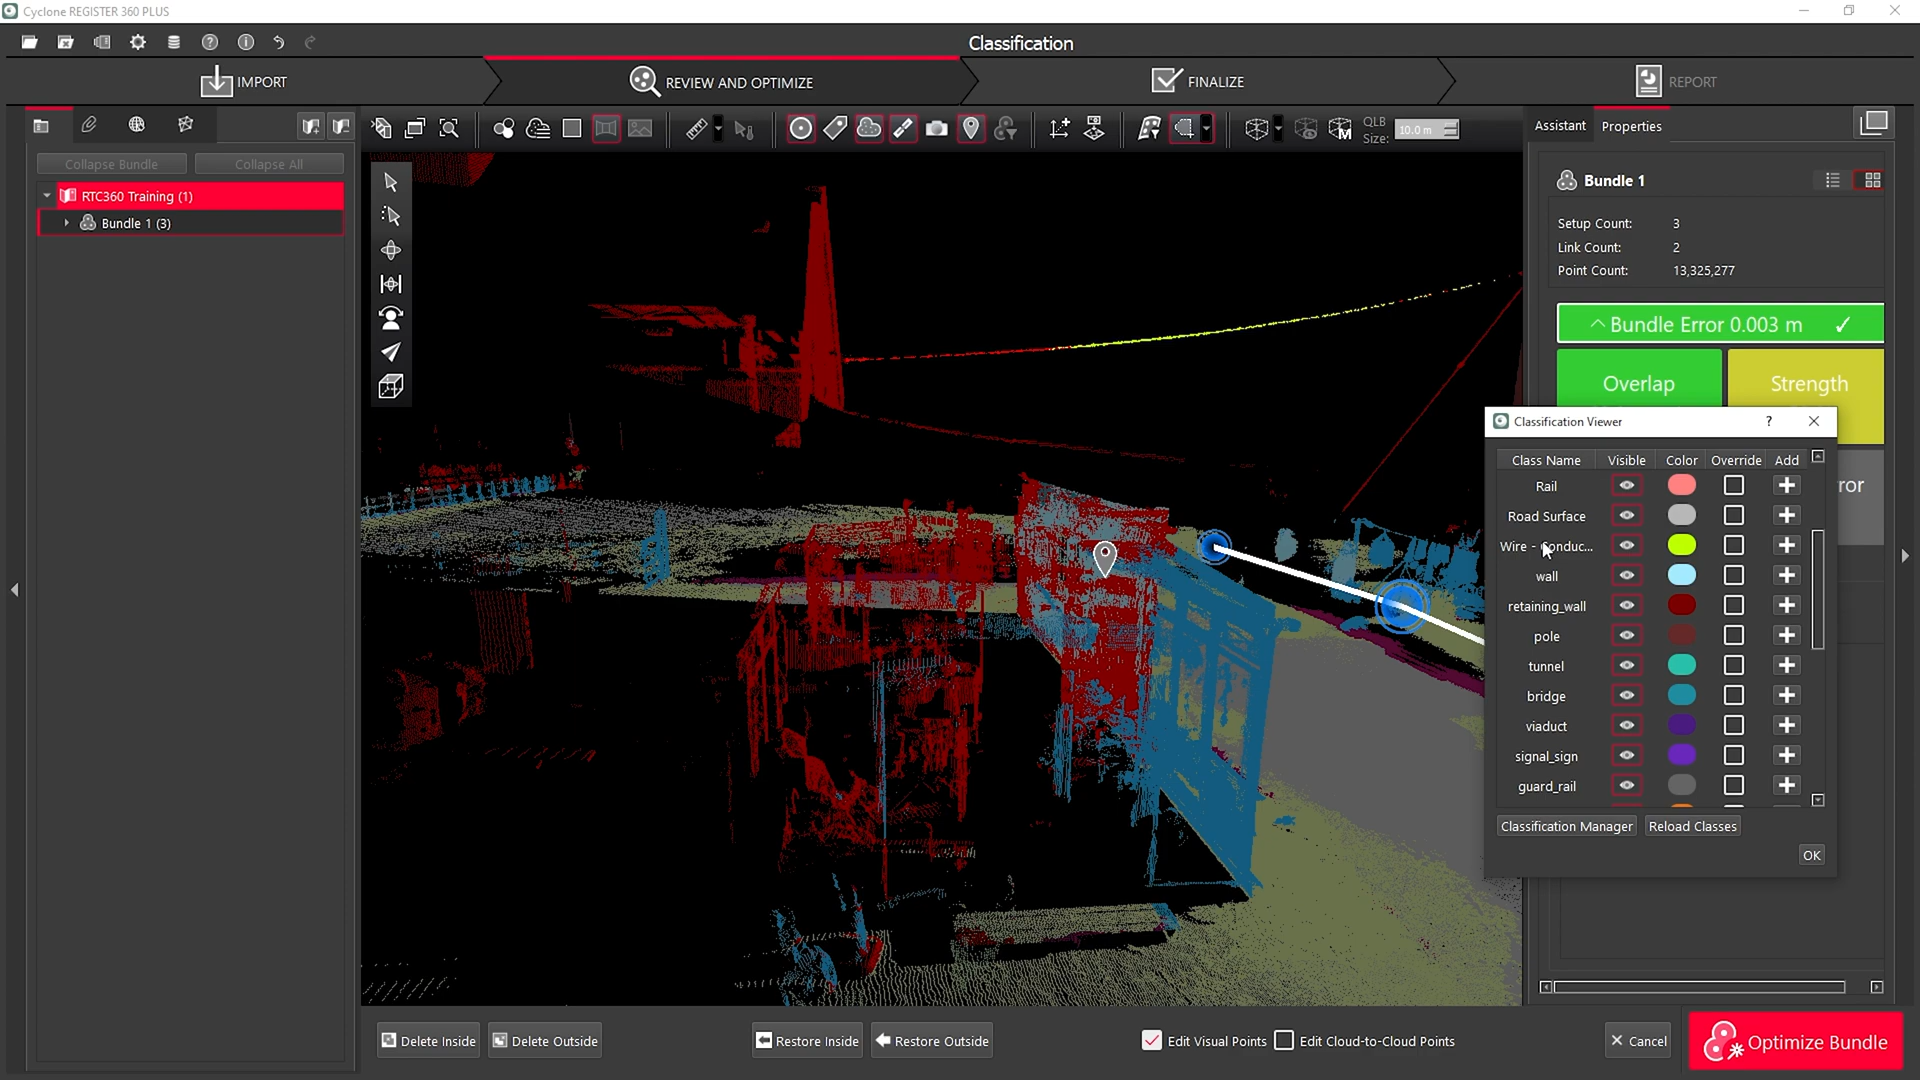 Cyclone REGISTER 360 PLUS
Classification
IMPORT
REVIEW AND OPTIMIZE
FINALIZE
REPORT
QLB
Size:
10.0 m
Assistant
Properties
Collapse Bundle
Collapse All
RTC360 Training (1)
Bundle 1 (3)
Bundle 1
Setup Count: 3
Link Count: 2
Point Count: 13,325,277
Bundle Error 0.003 m
Overlap
Strength
ror
Classification Viewer
?
Class Name Visible Color Override Add
Rail
Road Surface
Wire - Conduc...
wall
retaining_wall
pole
tunnel
bridge
viaduct
signal_sign
guard_rail
Classification Manager
Reload Classes
OK
Delete Inside
Delete Outside
Restore Inside
Restore Outside
Edit Visual Points
Edit Cloud-to-Cloud Points
Cancel
Optimize Bundle